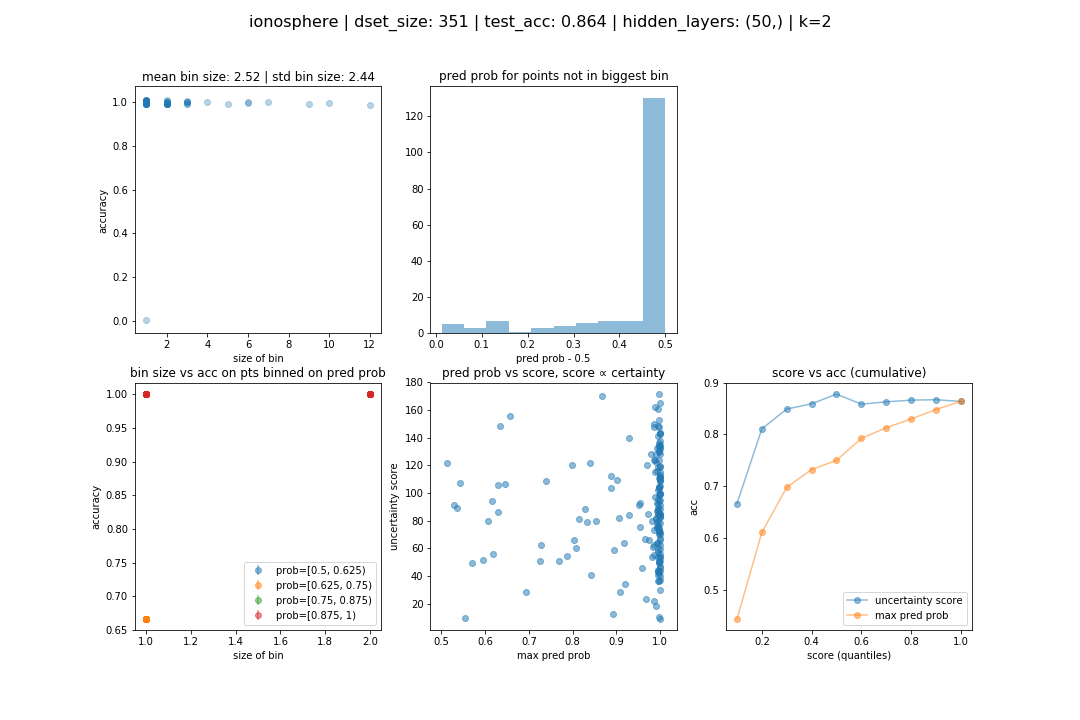 ionosphere | dset_size: 351 | test_acc: 0.864 | hidden_layers: (50,) | k=2
mean bin size: 2.52 | std bin size: 2.44
1.0
0.8
0.6
0.4
0.2
0.0
accuracy
2 4 6 8 10 12
size of bin
pred prob for points not in biggest bin
120
100
80
60
40
20
0
0.0 0.1 0.2 0.3 0.4 0.5
pred prob - 0.5
bin size vs acc on pts binned on pred prob
1.00
0.95
0.90
0.85
0.80
0.75
0.70
0.65
accuracy
prob=[0.5, 0.625)
prob=[0.625, 0.75)
prob=[0.75, 0.875)
prob=[0.875, 1)
1.0 1.2 1.4 1.6 1.8 2.0
size of bin
pred prob vs score, score ∝ certainty
180
160
140
120
100
80
60
40
20
uncertainty score
0.5 0.6 0.7 0.8 0.9 1.0
max pred prob
score vs acc (cumulative)
0.9
0.8
0.7
0.6
0.5
acc
uncertainty score
max pred prob
0.2 0.4 0.6 0.8 1.0
score (quantiles)